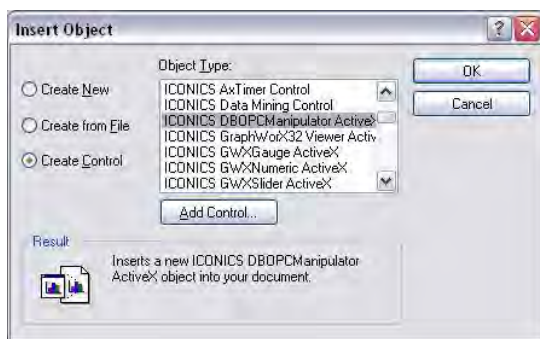 Insert Object
Object Type:
Create New
Create from File
Create Control
ICONICS AxTimer Control
ICONICS Data Mining Control
ICONICS DBOPCManipulator ActiveX
ICONICS GraphWorX32 Viewer Activ
ICONICS GWXGauge ActiveX
ICONICS GWXNumeric ActiveX
ICONICS GWXSlider ActiveX
OK
Cancel
Add Control...
Result
Inserts a new ICONICS DBOPCManipulator
ActiveX object into your document.